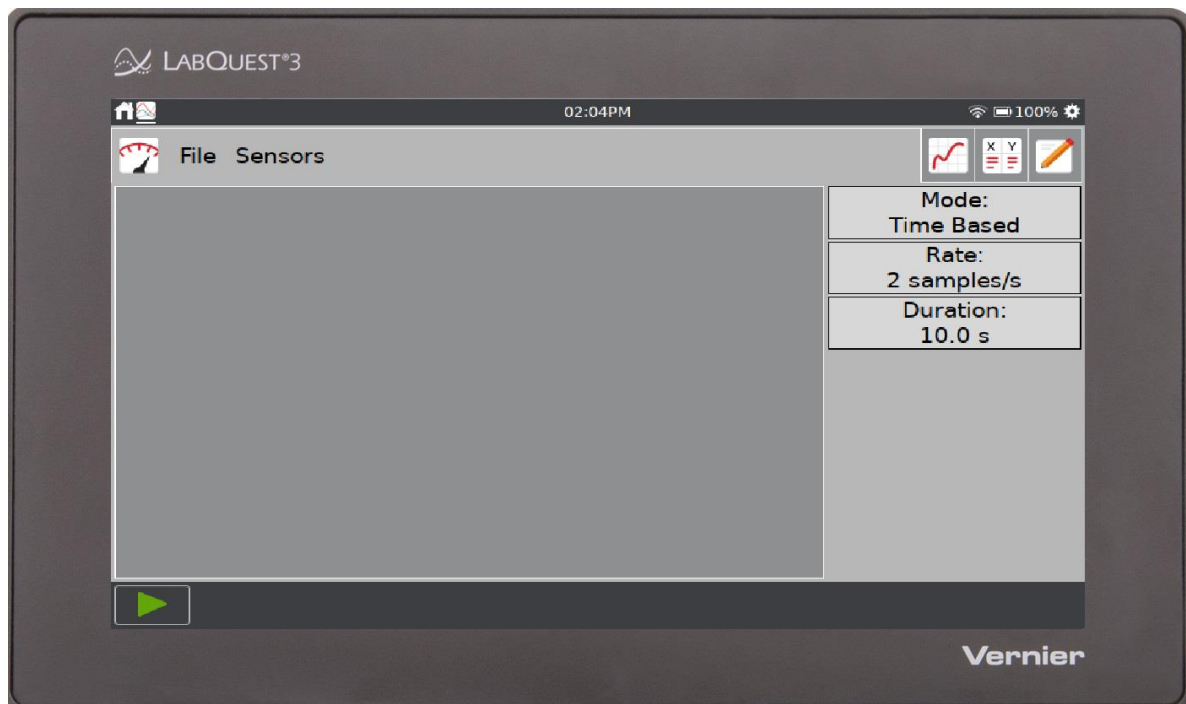 LABQUEST®3
02:04PM
100%
File Sensors
X Y
Mode:
Time Based
Rate:
2 samples/s
Duration:
10.0 s
Vernier